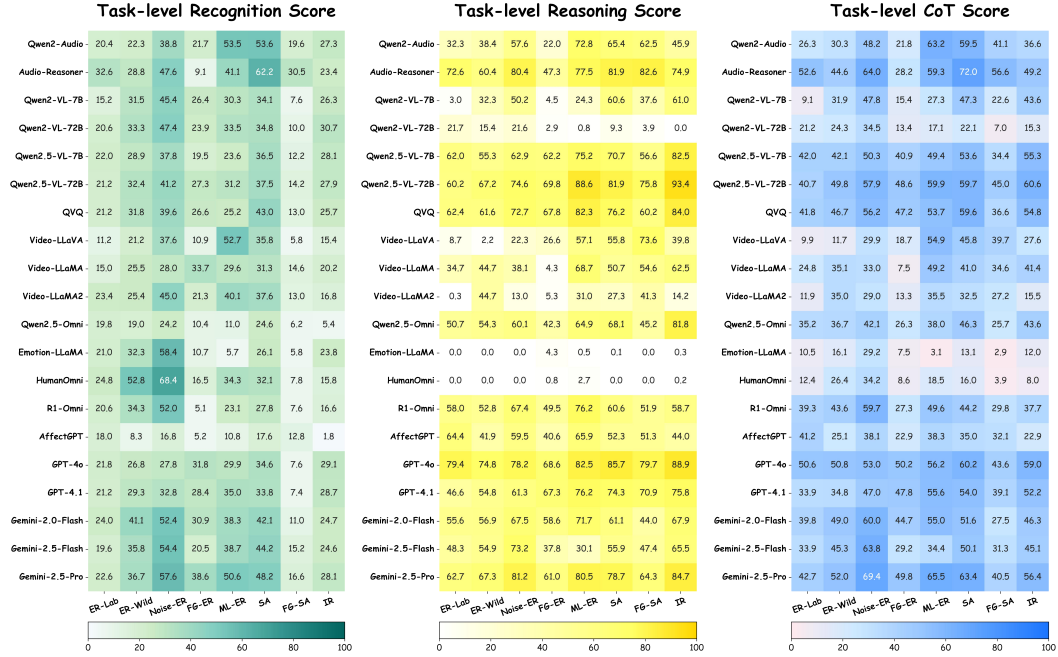 Task-level Recognition Score Task-level Reasoning Score Task-level CoT Score
Qwen2-Audio 20.4 22.3 38.8 21.7 53.5 53.6 19.6 27.3 Qwen2-Audio 32.3 38.4 57.6 22.0 72.8 65.4 62.5 45.9 Qwen2-Audio 26.3 30.3 48.2 21.8 63.2 59.5 41.1 36.6
Audio-Reasoner 32.6 28.8 47.6 9.1 41.1 62.2 30.5 23.4 Audio-Reasoner 72.6 60.4 80.4 47.3 77.5 81.9 82.6 74.9 Audio-Reasoner 52.6 44.6 64.0 28.2 59.3 72.0 56.6 49.2
Qwen2-VL-7B 15.2 31.5 45.4 26.4 30.3 34.1 7.6 26.3 Qwen2-VL-7B 3.0 32.3 50.2 4.5 24.3 60.6 37.6 61.0 Qwen2-VL-7B 9.1 31.9 47.8 15.4 27.3 47.3 22.6 43.6
Qwen2-VL-72B 20.6 33.3 47.4 23.9 33.5 34.8 10.0 30.7 Qwen2-VL-72B 21.7 15.4 21.6 2.9 0.8 9.3 3.9 0.0 Qwen2-VL-72B 21.2 24.3 34.5 13.4 17.1 22.1 7.0 15.3
Qwen2.5-VL-7B 22.0 28.9 37.8 19.5 23.6 36.5 12.2 28.1 Qwen2.5-VL-7B 62.0 55.3 62.9 62.2 75.2 70.7 56.6 82.5 Qwen2.5-VL-7B 42.0 42.1 50.3 40.9 49.4 53.6 34.4 55.3
Qwen2.5-VL-72B 21.2 32.4 41.2 27.3 31.2 37.5 14.2 27.9 Qwen2.5-VL-72B 60.2 67.2 74.6 69.8 88.6 81.9 75.8 93.4 Qwen2.5-VL-72B 40.7 49.8 57.9 48.6 59.9 59.7 45.0 60.6
QVQ 21.2 31.8 39.6 26.6 25.2 43.0 13.0 25.7 QVQ 62.4 61.6 72.7 67.8 82.3 76.2 60.2 84.0 QVQ 41.8 46.7 56.2 47.2 53.7 59.6 36.6 54.8
Video-LLaVA 11.2 21.2 37.6 10.9 52.7 35.8 5.8 15.4 Video-LLaVA 8.7 2.2 22.3 26.6 57.1 55.8 73.6 39.8 Video-LLaVA 9.9 11.7 29.9 18.7 54.9 45.8 39.7 27.6
Video-LLaMA 15.0 25.5 28.0 33.7 29.6 31.3 14.6 20.2 Video-LLaMA 34.7 44.7 38.1 4.3 68.7 50.7 54.6 62.5 Video-LLaMA 24.8 35.1 33.0 7.5 49.2 41.0 34.6 41.4
Video-LLaMA2 23.4 25.4 45.0 21.3 40.1 37.6 13.0 16.8 Video-LLaMA2 0.3 44.7 13.0 5.3 31.0 27.3 41.3 14.2 Video-LLaMA2 11.9 35.0 29.0 13.3 35.5 32.5 27.2 15.5
Qwen2.5-Omni 19.8 19.0 24.2 10.4 11.0 24.6 6.2 5.4 Qwen2.5-Omni 50.7 54.3 60.1 42.3 64.9 68.1 45.2 81.8 Qwen2.5-Omni 35.2 36.7 42.1 26.3 38.0 46.3 25.7 43.6
Emotion-LLaMA 21.0 32.3 58.4 10.7 5.7 26.1 5.8 23.8 Emotion-LLaMA 0.0 0.0 0.0 4.3 0.5 0.1 0.0 0.3 Emotion-LLaMA 10.5 16.1 29.2 7.5 3.1 13.1 2.9 12.0
HumanOmni 24.8 52.8 68.4 16.5 34.3 32.1 7.8 15.8 HumanOmni 0.0 0.0 0.0 0.8 2.7 0.0 0.0 0.2 HumanOmni 12.4 26.4 34.2 8.6 18.5 16.0 3.9 8.0
R1-Omni 20.6 34.3 52.0 5.1 23.1 27.8 7.6 16.6 R1-Omni 58.0 52.8 67.4 49.5 76.2 60.6 51.9 58.7 R1-Omni 39.3 43.6 59.7 27.3 49.6 44.2 29.8 37.7
AffectGPT 18.0 8.3 16.8 5.2 10.8 17.6 12.8 1.8 AffectGPT 64.4 41.9 59.5 40.6 65.9 52.3 51.3 44.0 AffectGPT 41.2 25.1 38.1 22.9 38.3 35.0 32.1 22.9
GPT-4o 21.8 26.8 27.8 31.8 29.9 34.6 7.6 29.1 GPT-4o 79.4 74.8 78.2 68.6 82.5 85.7 79.7 88.9 GPT-4o 50.6 50.8 53.0 50.2 56.2 60.2 43.6 59.0
GPT-4.1 21.2 29.3 32.8 28.4 35.0 33.8 7.4 28.7 GPT-4.1 46.6 54.8 61.3 67.3 76.2 74.3 70.9 75.8 GPT-4.1 33.9 34.8 47.0 47.8 55.6 54.0 39.1 52.2
Gemini-2.0-Flash 24.0 41.1 52.4 30.9 38.3 42.1 11.0 24.7 Gemini-2.0-Flash 55.6 56.9 67.5 58.6 71.7 61.1 44.0 67.9 Gemini-2.0-Flash 39.8 49.0 60.0 44.7 55.0 51.6 27.5 46.3
Gemini-2.5-Flash 19.6 35.8 54.4 20.5 38.7 44.2 15.2 24.6 Gemini-2.5-Flash 48.3 54.9 73.2 37.8 30.1 55.9 47.4 65.5 Gemini-2.5-Flash 33.9 45.3 63.8 29.2 34.4 50.1 31.3 45.1
Gemini-2.5-Pro 22.6 36.7 57.6 38.6 50.6 48.2 16.6 28.1 Gemini-2.5-Pro 62.7 67.3 81.2 61.0 80.5 78.7 64.3 84.7 Gemini-2.5-Pro 42.7 52.0 69.4 49.8 65.5 63.4 40.5 56.4
ER-Lab ER-Wild Noise-ER FG-ER ML-ER SA FG-SA IR ER-Lab ER-Wild Noise-ER FG-ER ML-ER SA FG-SA IR ER-Lab ER-Wild Noise-ER FG-ER ML-ER SA FG-SA IR
0 20 40 60 80 100 0 20 40 60 80 100 0 20 40 60 80 100